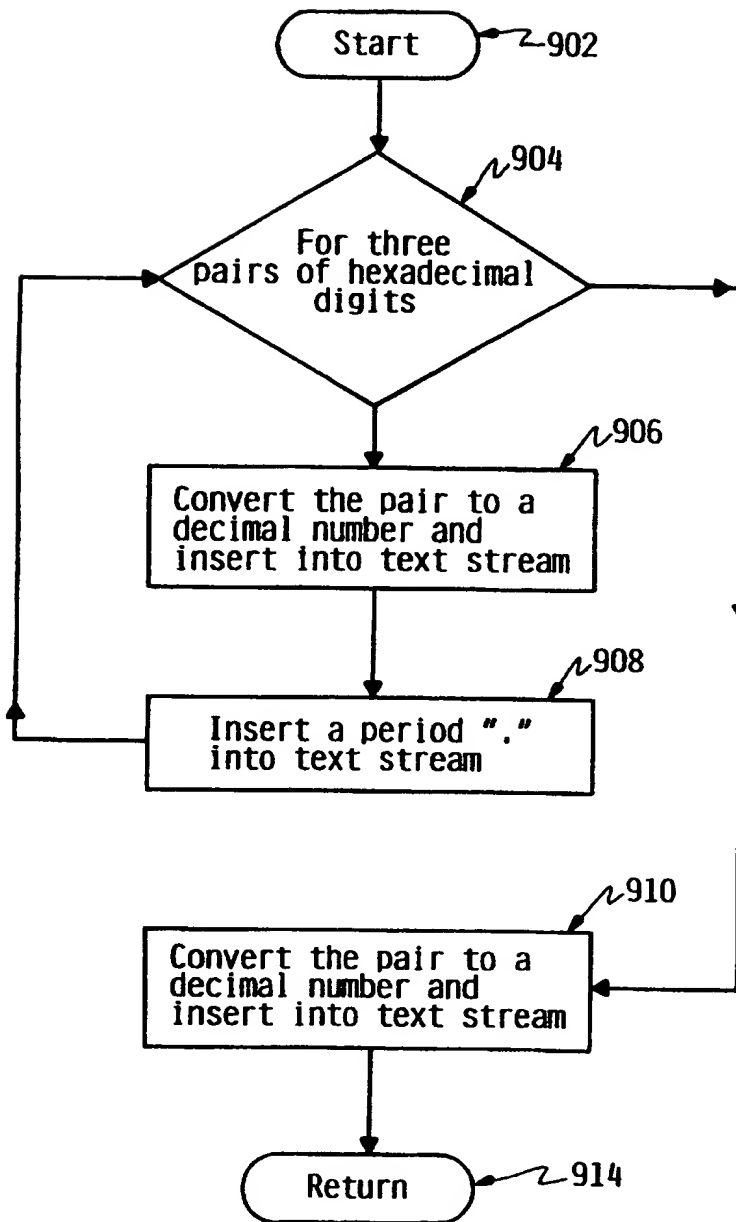 Start
902
904
For three
pairs of hexadecimal
digits
906
Convert the pair to a
decimal number and
insert into text stream
908
Insert a period "."
into text stream
910
Convert the pair to a
decimal number and
insert into text stream
Return
914